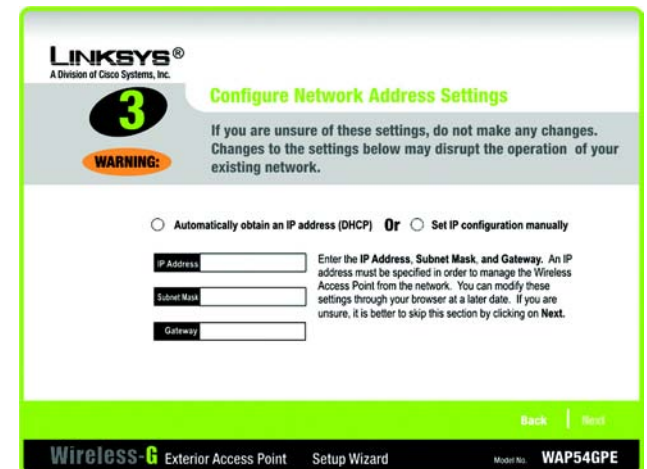 LINKSYS®
A Division of Cisco Systems, Inc.
3
Configure Network Address Settings
WARNING:
If you are unsure of these settings, do not make any changes.
Changes to the settings below may disrupt the operation of your
existing network.
Automatically obtain an IP address (DHCP) Or Set IP configuration manually
IP Address
Subnet Mask
Gateway
Enter the IP Address, Subnet Mask, and Gateway. An IP
address must be specified in order to manage the Wireless
Access Point from the network. You can modify these
settings through your browser at a later date. If you are
unsure, it is better to skip this section by clicking on Next.
Back | Next
Wireless-G Exterior Access Point Setup Wizard Model No. WAP54GPE